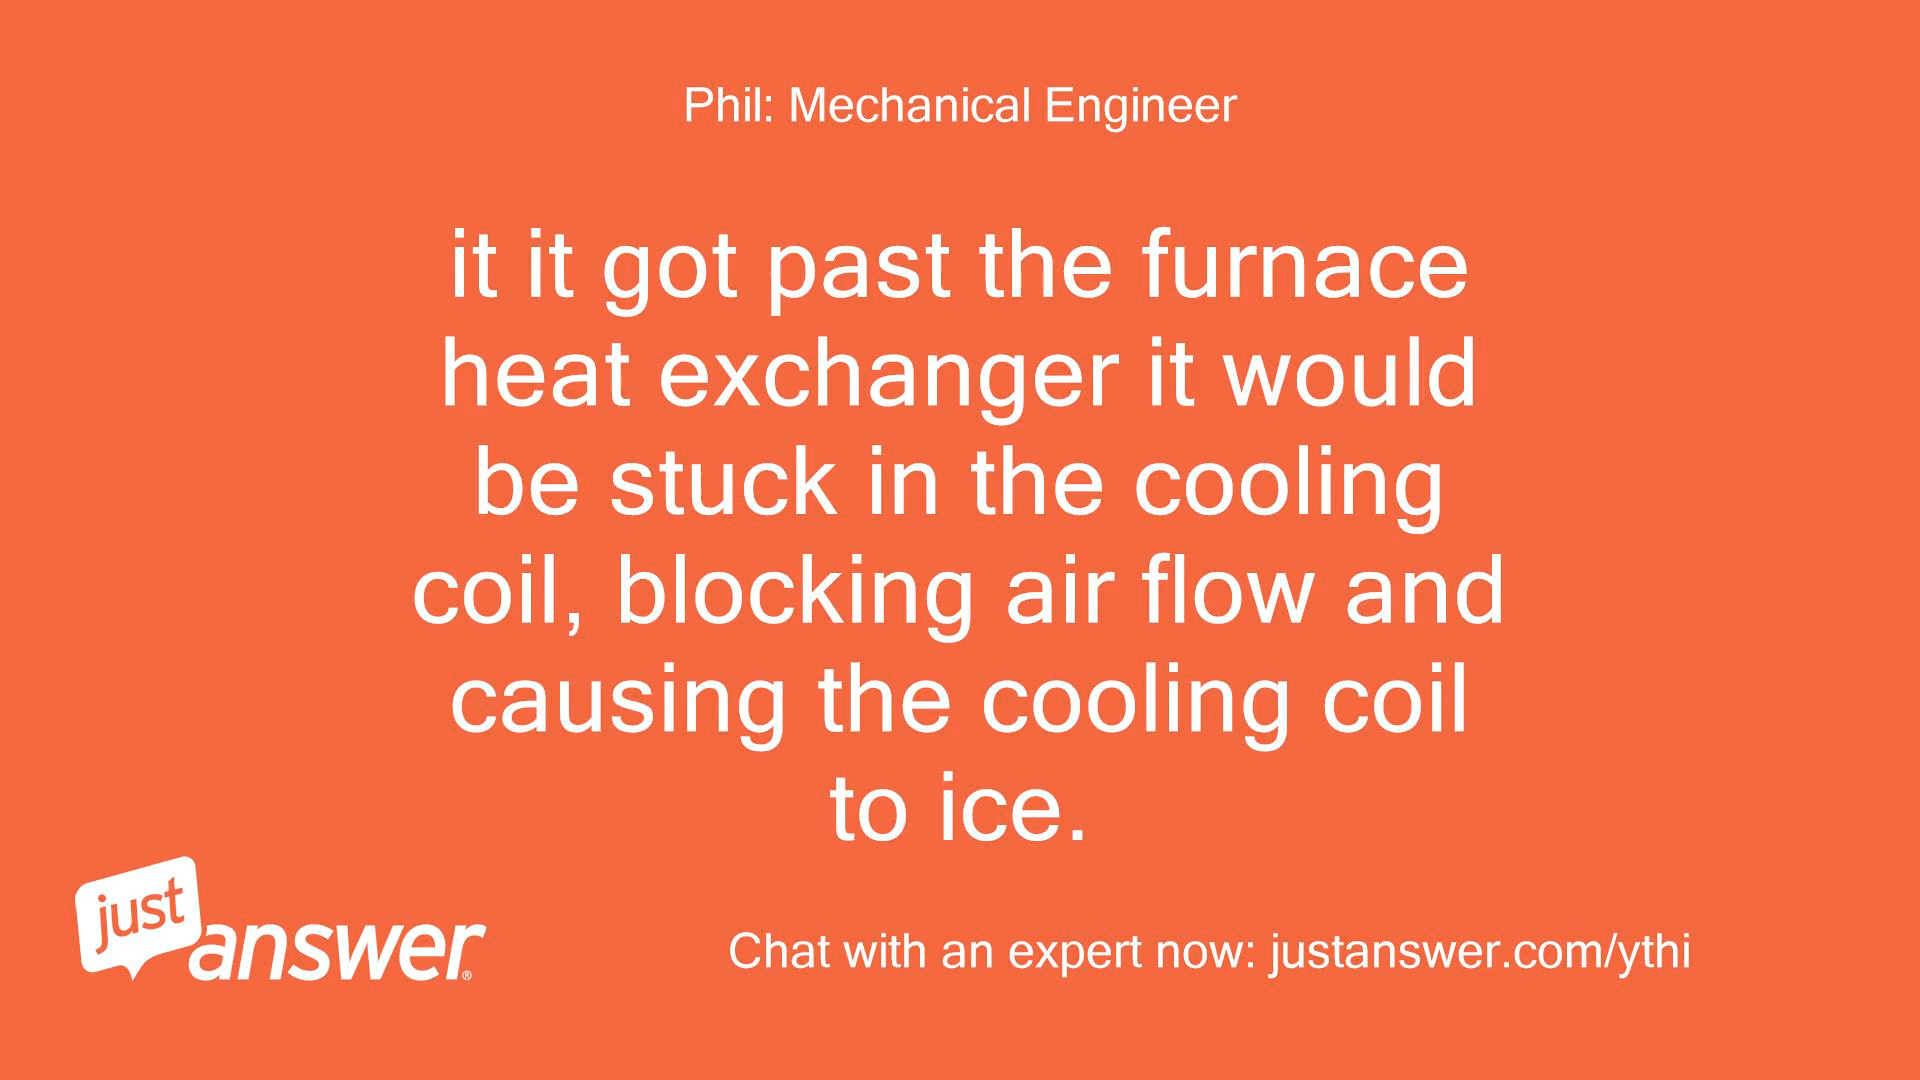 Phil: Mechanical Engineer
it it got past the furnace
heat exchanger it would
be stuck in the cooling
coil, blocking air flow and
causing the cooling coil
to ice.
just
answer®
Chat with an expert now: justanswer.com/ythi